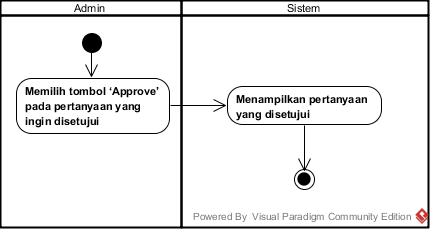 Admin
Sistem
Memilih tombol ‘Approve’
pada pertanyaan yang
ingin disetujui
Menampilkan pertanyaan
yang disetujui
Powered By Visual Paradigm Community Edition